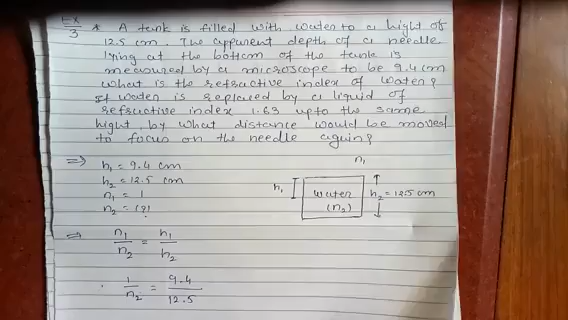 Ex 3 * A tank is filled with water to a hight of
12.5 cm. The apparent depth of a needle
lying at the bottom of the tank is
measured by a microscope to be 9.4 cm
what is the refractive index of water?
If water is replaced by a liquid of
refractive index 1.63 upto the same
hight, by what distance would be moved
to focus on the needle again?
⇒ h₁ = 9.4 cm
h₂ = 12.5 cm
n₁ = 1
n₂ = (?)
n₁
h₁
water
(n₂)
h₂ = 12.5 cm
⇒ n₁/n₂ = h₁/h₂
1/n₂ = 9.4/12.5